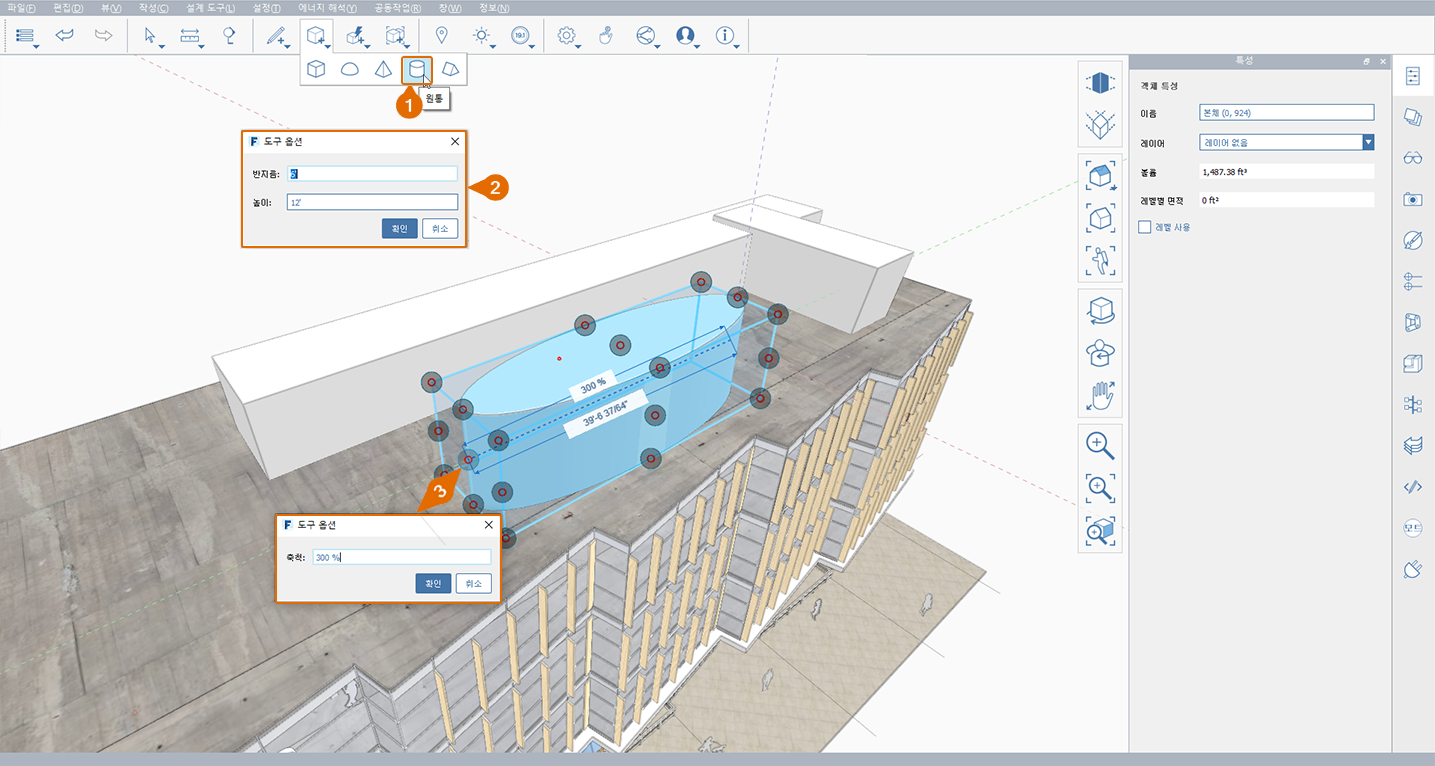 파일(F) 편집(D) 뷰(V) 작성(C) 설계 도구(L) 설정(T) 에너지 해석(Y) 공동작업(R) 창(W) 정보(N)
19.1
원통
1
F 도구 옵션
반지름: 6'
높이: 12'
확인 취소
2
300 %
39'-6 37/64"
3
F 도구 옵션
축척: 300 %
확인 취소
특성
객체 특성
이름 본체 (0, 924)
레이어 레이어 없음
볼륨 1,487.38 ft³
레벨별 면적 0 ft²
레벨 사용